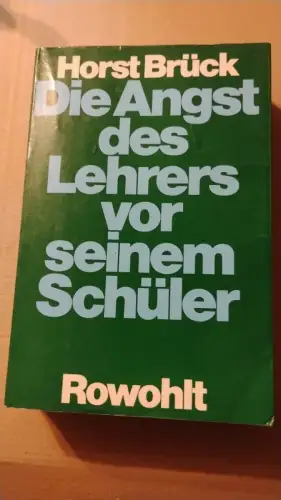 Horst Brück
Die Angst
des
Lehrers
vor
seinem
Schüler
Rowohlt